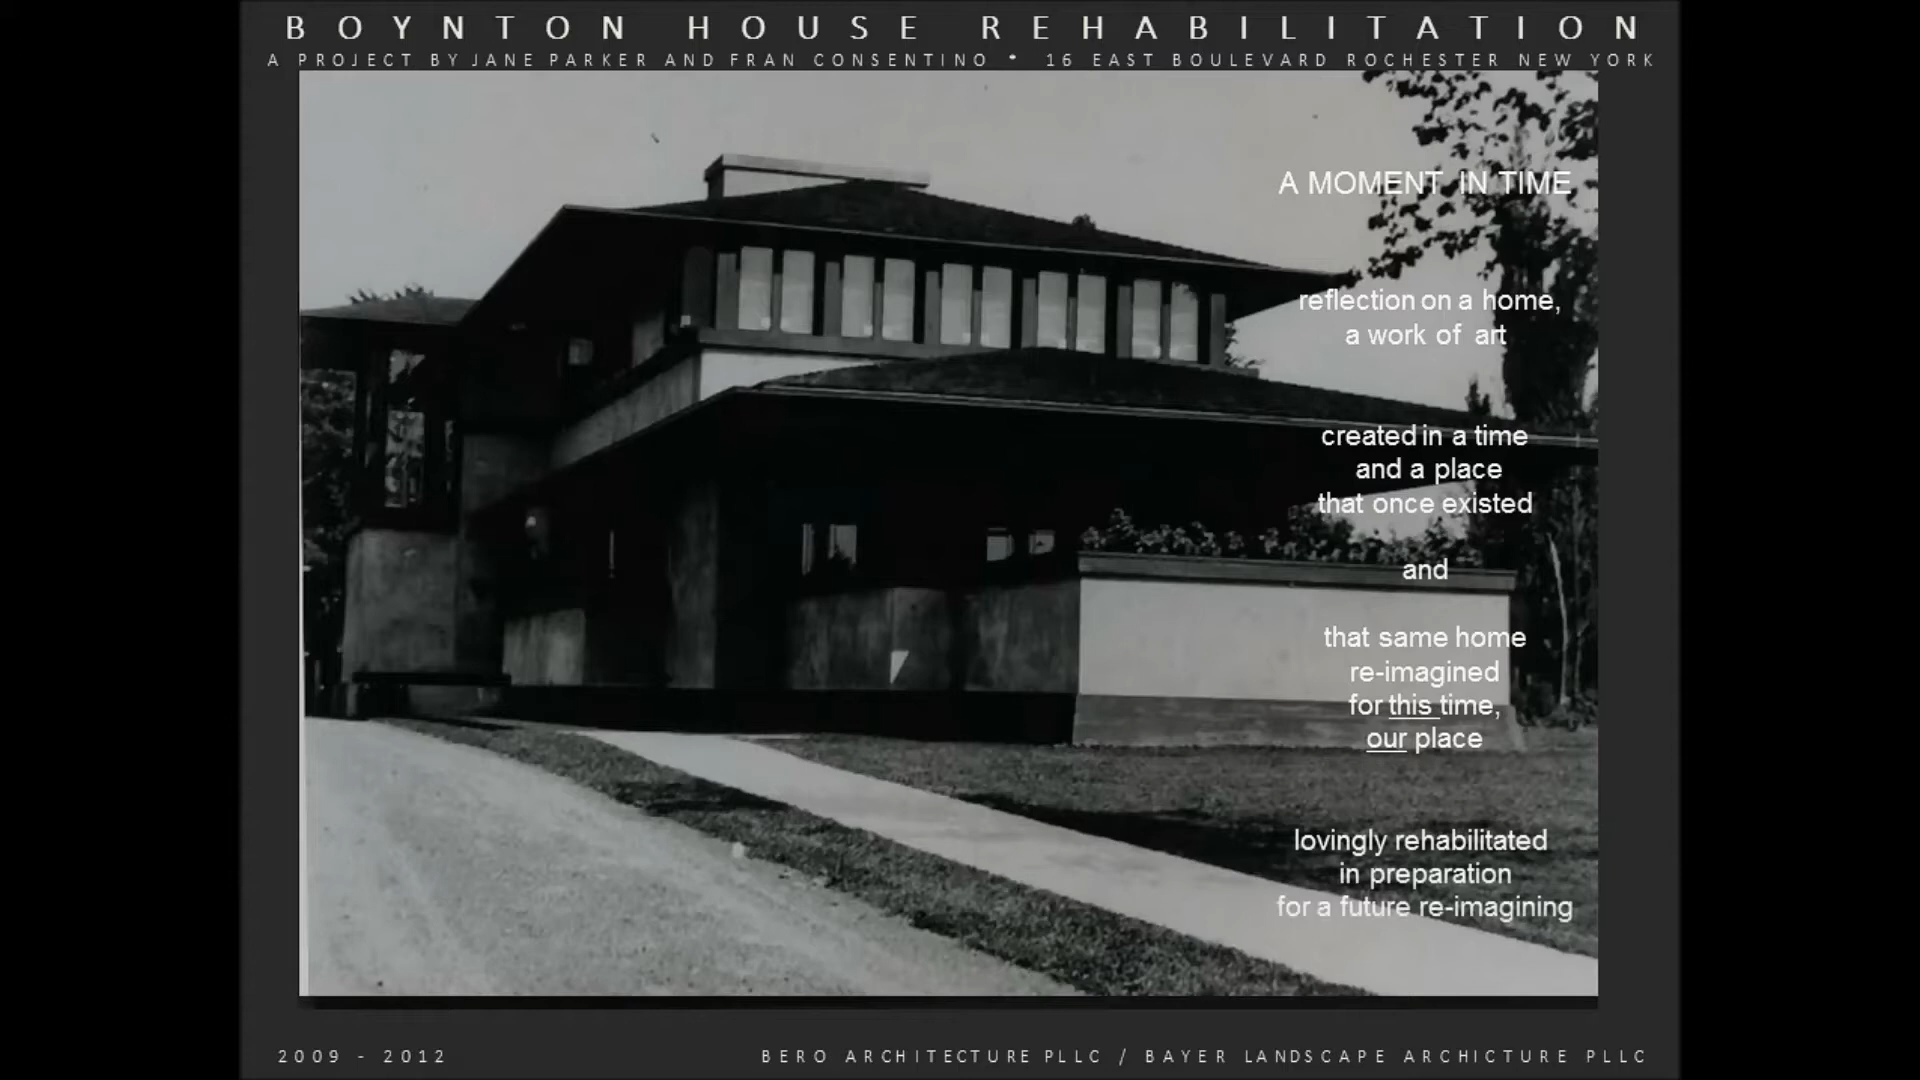 BOYNTON HOUSE REHABILITATION
A PROJECT BY JANE PARKER AND FRAN CONSENTINO * 16 EAST BOULEVARD ROCHESTER NEW YORK
A MOMENT IN TIME
reflection on a home,
a work of art
created in a time
and a place
that once existed
and
that same home
re-imagined
for this time,
our place
lovingly rehabilitated
in preparation
for a future re-imagining
2009 - 2012
BERO ARCHITECTURE PLLC / BAYER LANDSCAPE ARCHICTURE PLLC